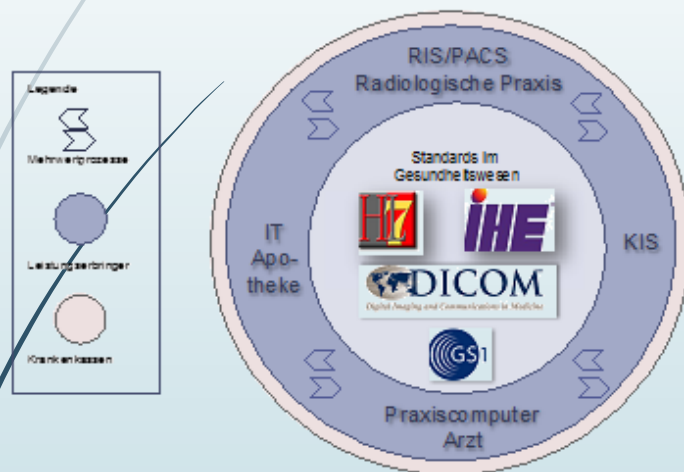 Legende
Mehrwertprozesse
Leistungserbringer
Krankenkassen
RIS/PACS
Radiologische Praxis
Standards im
Gesundheitswesen
HL7
IHE
DICOM
Digital Imaging and Communications in Medicine
GS1
IT
Apo-
theke
KIS
Praxiscomputer
Arzt